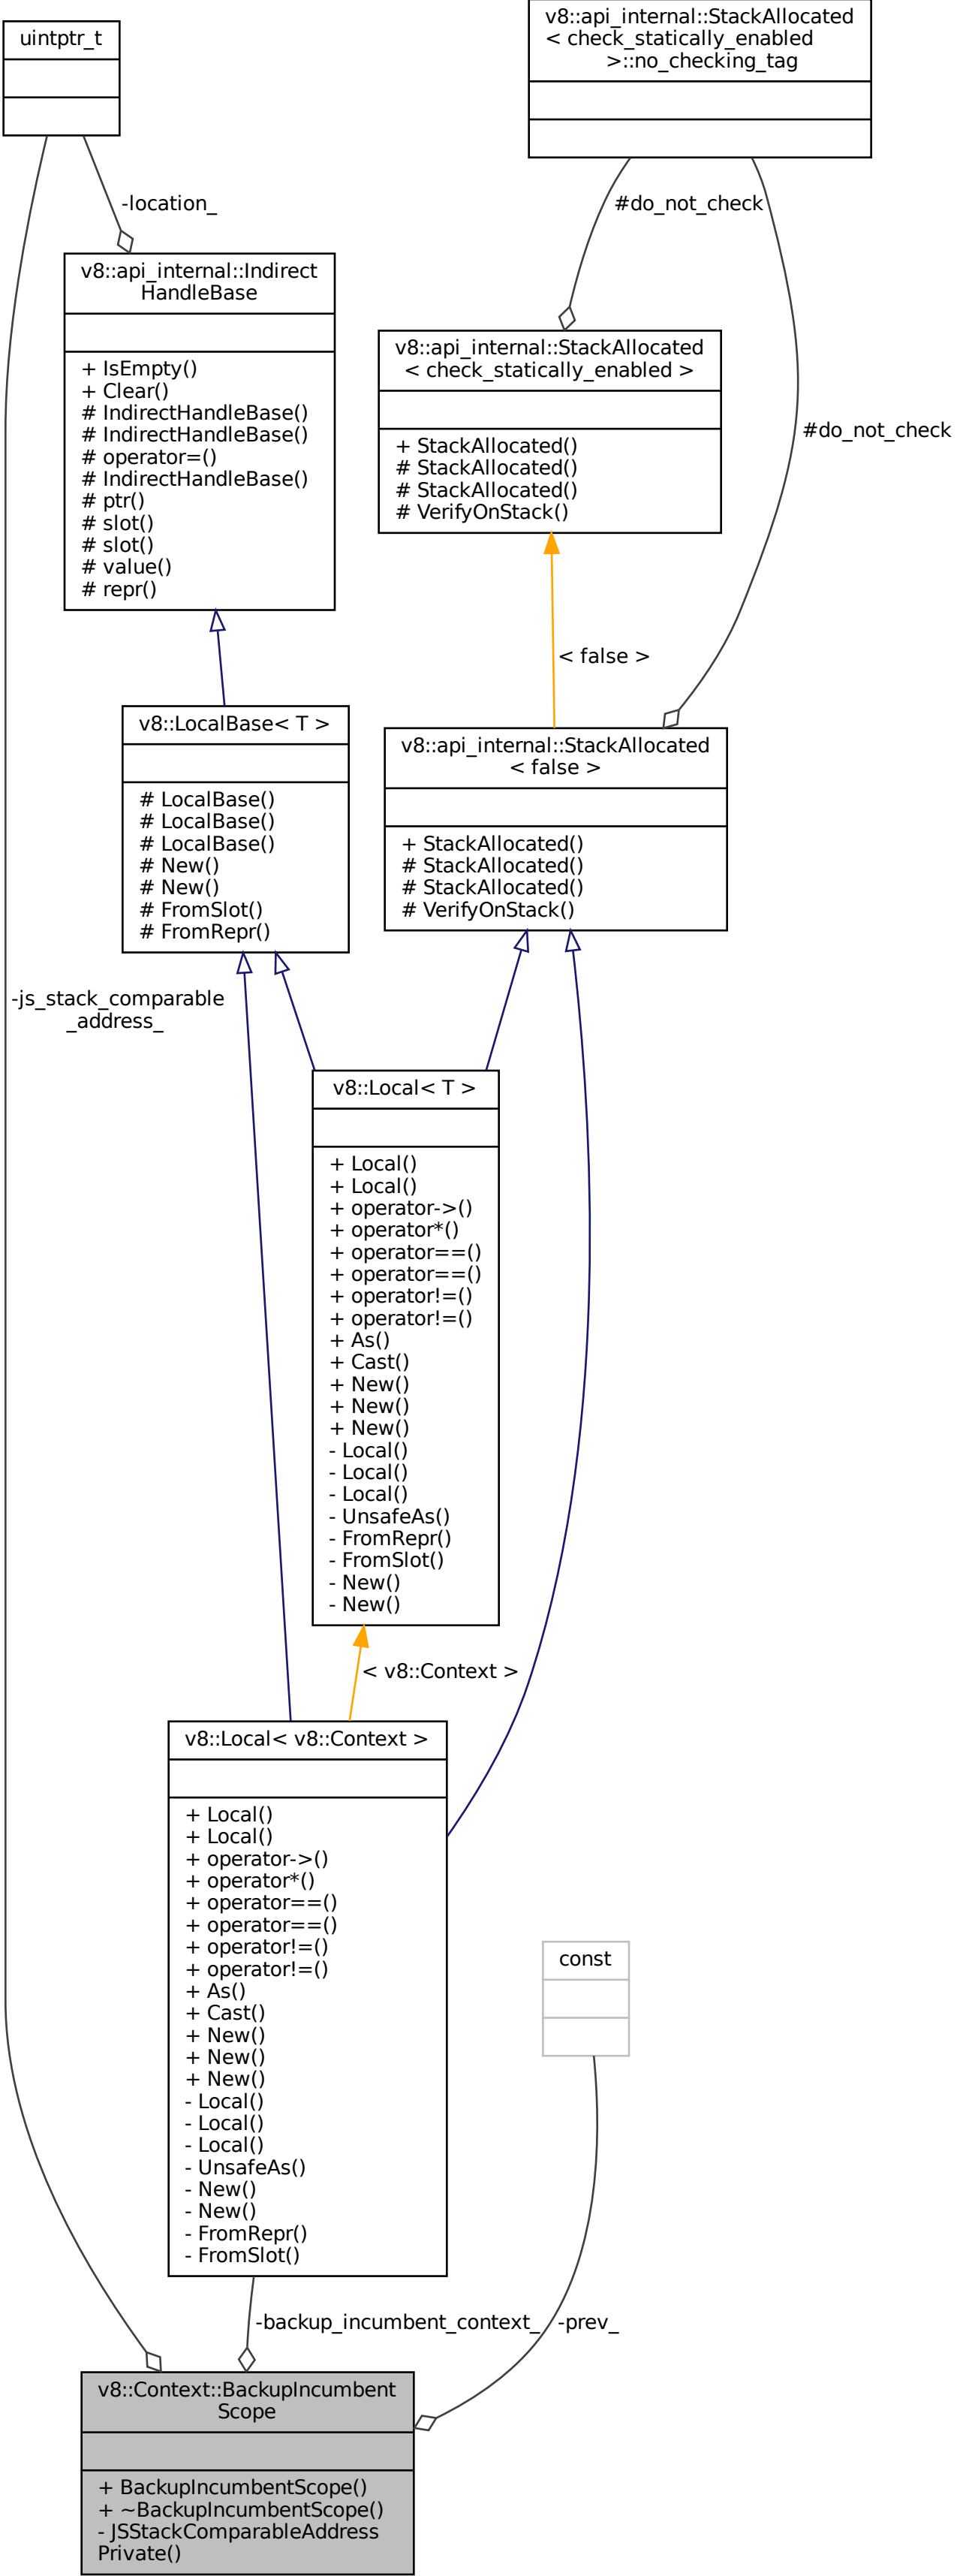 uintptr_t
v8::api_internal::StackAllocated
< check_statically_enabled
>::no_checking_tag
-location_
#do_not_check
v8::api_internal::Indirect
HandleBase
+ IsEmpty()
+ Clear()
# IndirectHandleBase()
# IndirectHandleBase()
# operator=()
# IndirectHandleBase()
# ptr()
# slot()
# slot()
# value()
# repr()
v8::api_internal::StackAllocated
< check_statically_enabled >
+ StackAllocated()
# StackAllocated()
# StackAllocated()
# VerifyOnStack()
#do_not_check
< false >
v8::LocalBase< T >
# LocalBase()
# LocalBase()
# LocalBase()
# New()
# New()
# FromSlot()
# FromRepr()
v8::api_internal::StackAllocated
< false >
+ StackAllocated()
# StackAllocated()
# StackAllocated()
# VerifyOnStack()
-js_stack_comparable
_address_
v8::Local< T >
+ Local()
+ Local()
+ operator->()
+ operator*()
+ operator==()
+ operator==()
+ operator!=()
+ operator!=()
+ As()
+ Cast()
+ New()
+ New()
+ New()
- Local()
- Local()
- Local()
- UnsafeAs()
- FromRepr()
- FromSlot()
- New()
- New()
< v8::Context >
v8::Local< v8::Context >
+ Local()
+ Local()
+ operator->()
+ operator*()
+ operator==()
+ operator==()
+ operator!=()
+ operator!=()
+ As()
+ Cast()
+ New()
+ New()
+ New()
- Local()
- Local()
- Local()
- UnsafeAs()
- New()
- New()
- FromRepr()
- FromSlot()
const
-backup_incumbent_context_
-prev_
v8::Context::BackupIncumbent
Scope
+ BackupIncumbentScope()
+ ~BackupIncumbentScope()
- JSStackComparableAddress
Private()